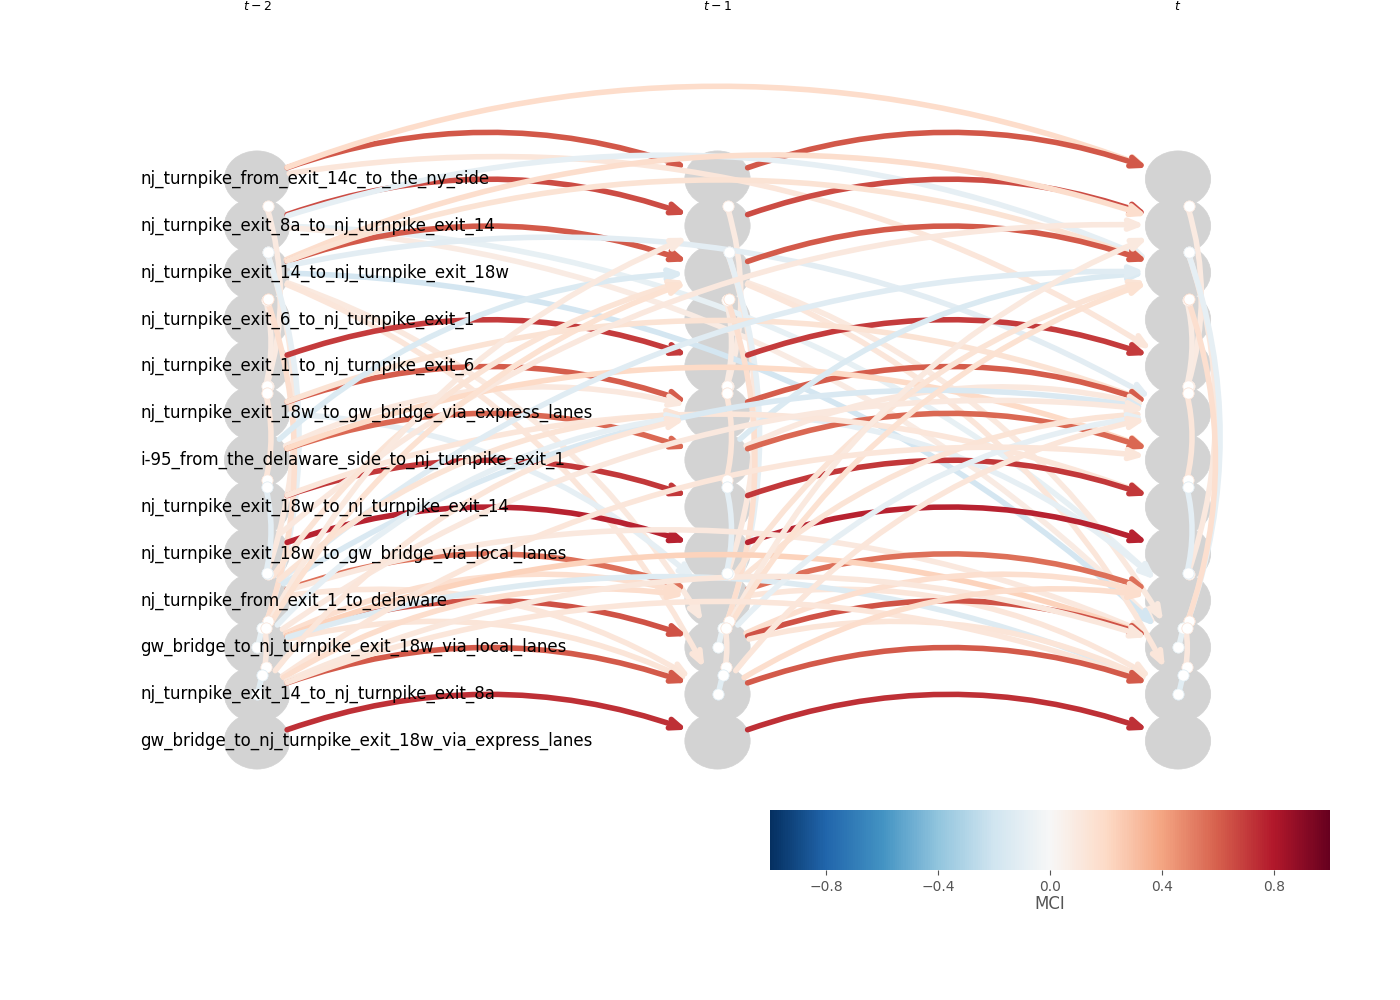 t − 2 t − 1 t
nj_turnpike_from_exit_14c_to_the_ny_side
nj_turnpike_exit_8a_to_nj_turnpike_exit_14
nj_turnpike_exit_14_to_nj_turnpike_exit_18w
nj_turnpike_exit_6_to_nj_turnpike_exit_1
nj_turnpike_exit_1_to_nj_turnpike_exit_6
nj_turnpike_exit_18w_to_gw_bridge_via_express_lanes
i-95_from_the_delaware_side_to_nj_turnpike_exit_1
nj_turnpike_exit_18w_to_nj_turnpike_exit_14
nj_turnpike_exit_18w_to_gw_bridge_via_local_lanes
nj_turnpike_from_exit_1_to_delaware
gw_bridge_to_nj_turnpike_exit_18w_via_local_lanes
nj_turnpike_exit_14_to_nj_turnpike_exit_8a
gw_bridge_to_nj_turnpike_exit_18w_via_express_lanes
−0.8 −0.4 0.0 0.4 0.8
MCI